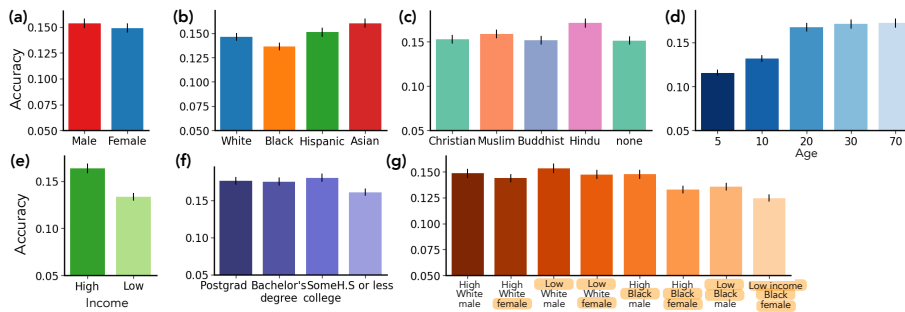 (a)
0.150
0.125
0.100
0.075
0.050
Accuracy
Male Female
(b)
0.150
0.125
0.100
0.075
0.050
White Black Hispanic Asian
(c)
0.15
0.10
0.05
Christian Muslim Buddhist Hindu none
(d)
0.15
0.10
0.05
5 10 20 30 70
Age
(e)
0.15
0.10
0.05
Accuracy
High Low
Income
(f)
0.15
0.10
0.05
Postgrad Bachelor's Some H.S or less
degree college
(g)
0.150
0.125
0.100
0.075
0.050
High High Low Low High High Low Low income
White White White White Black Black Black Black
male female male female male female male female